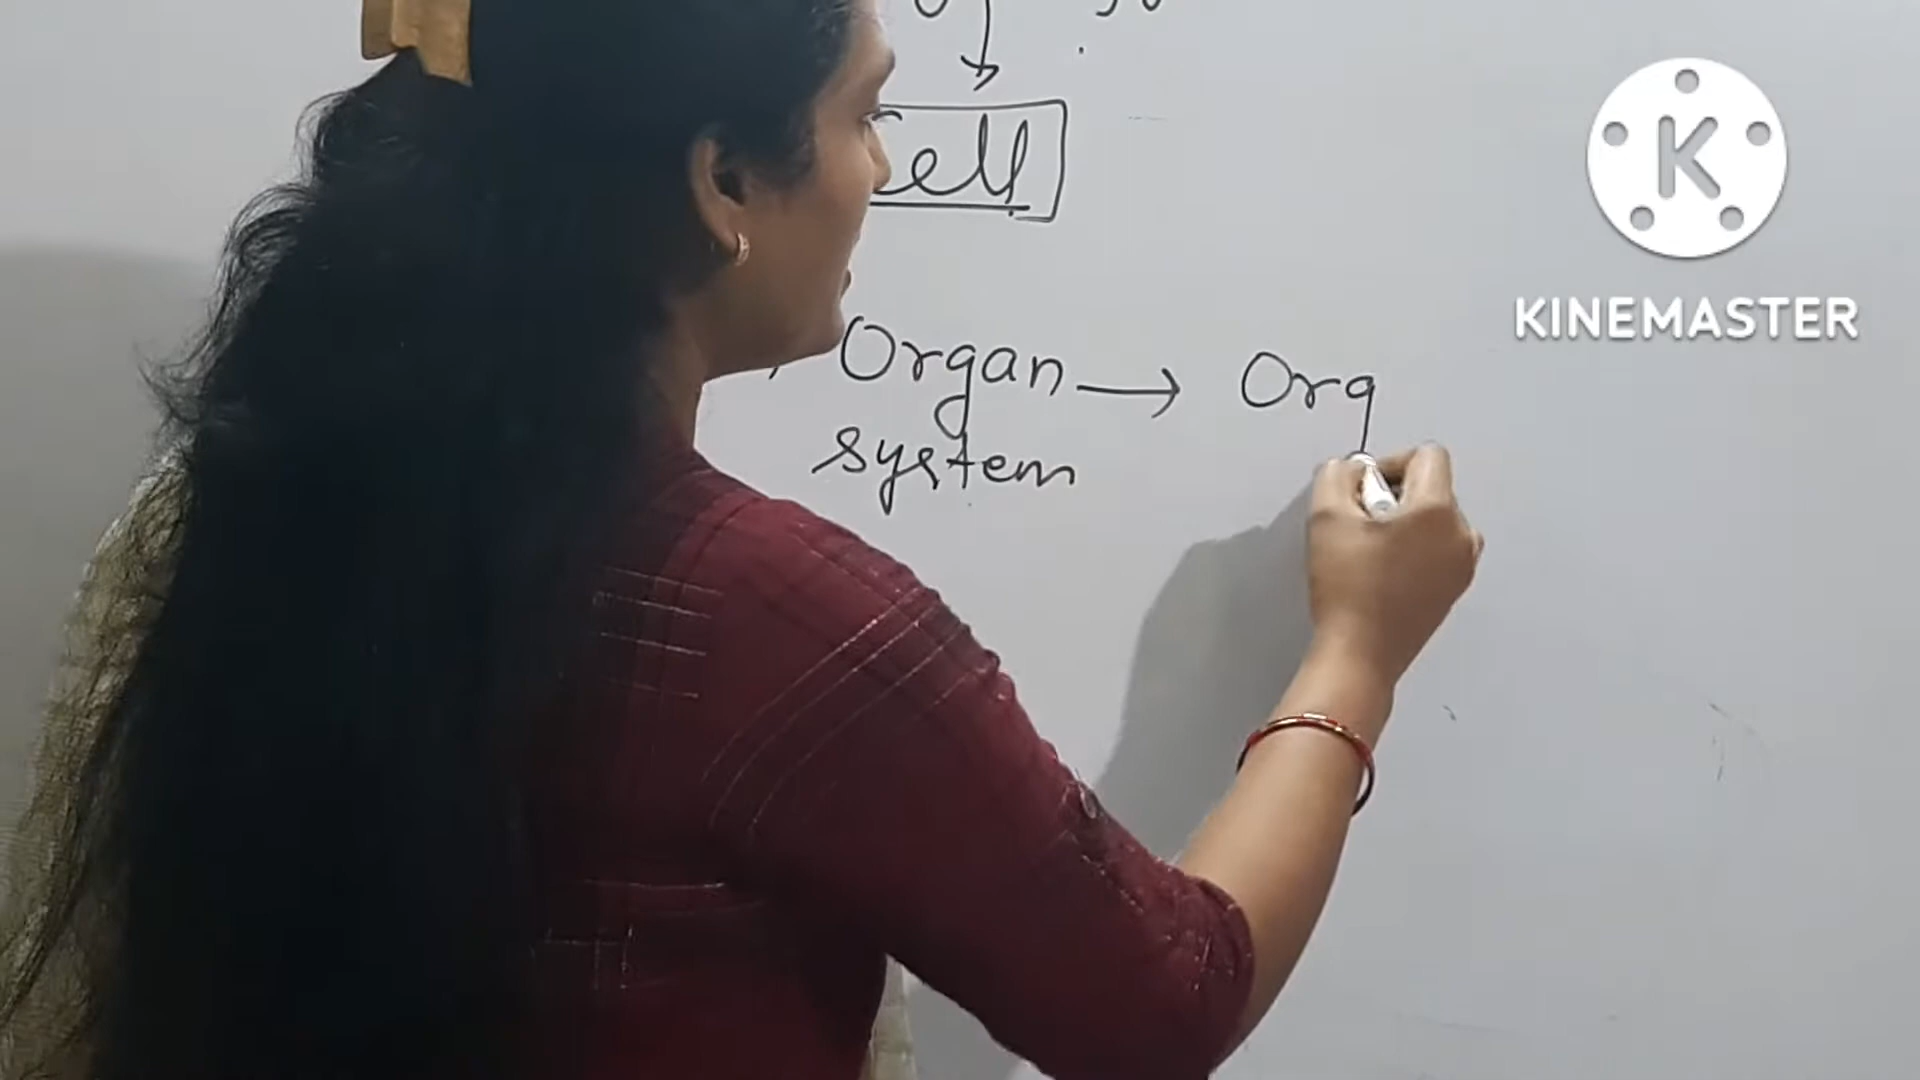 Cell
Organ → Org
system
K
KINEMASTER